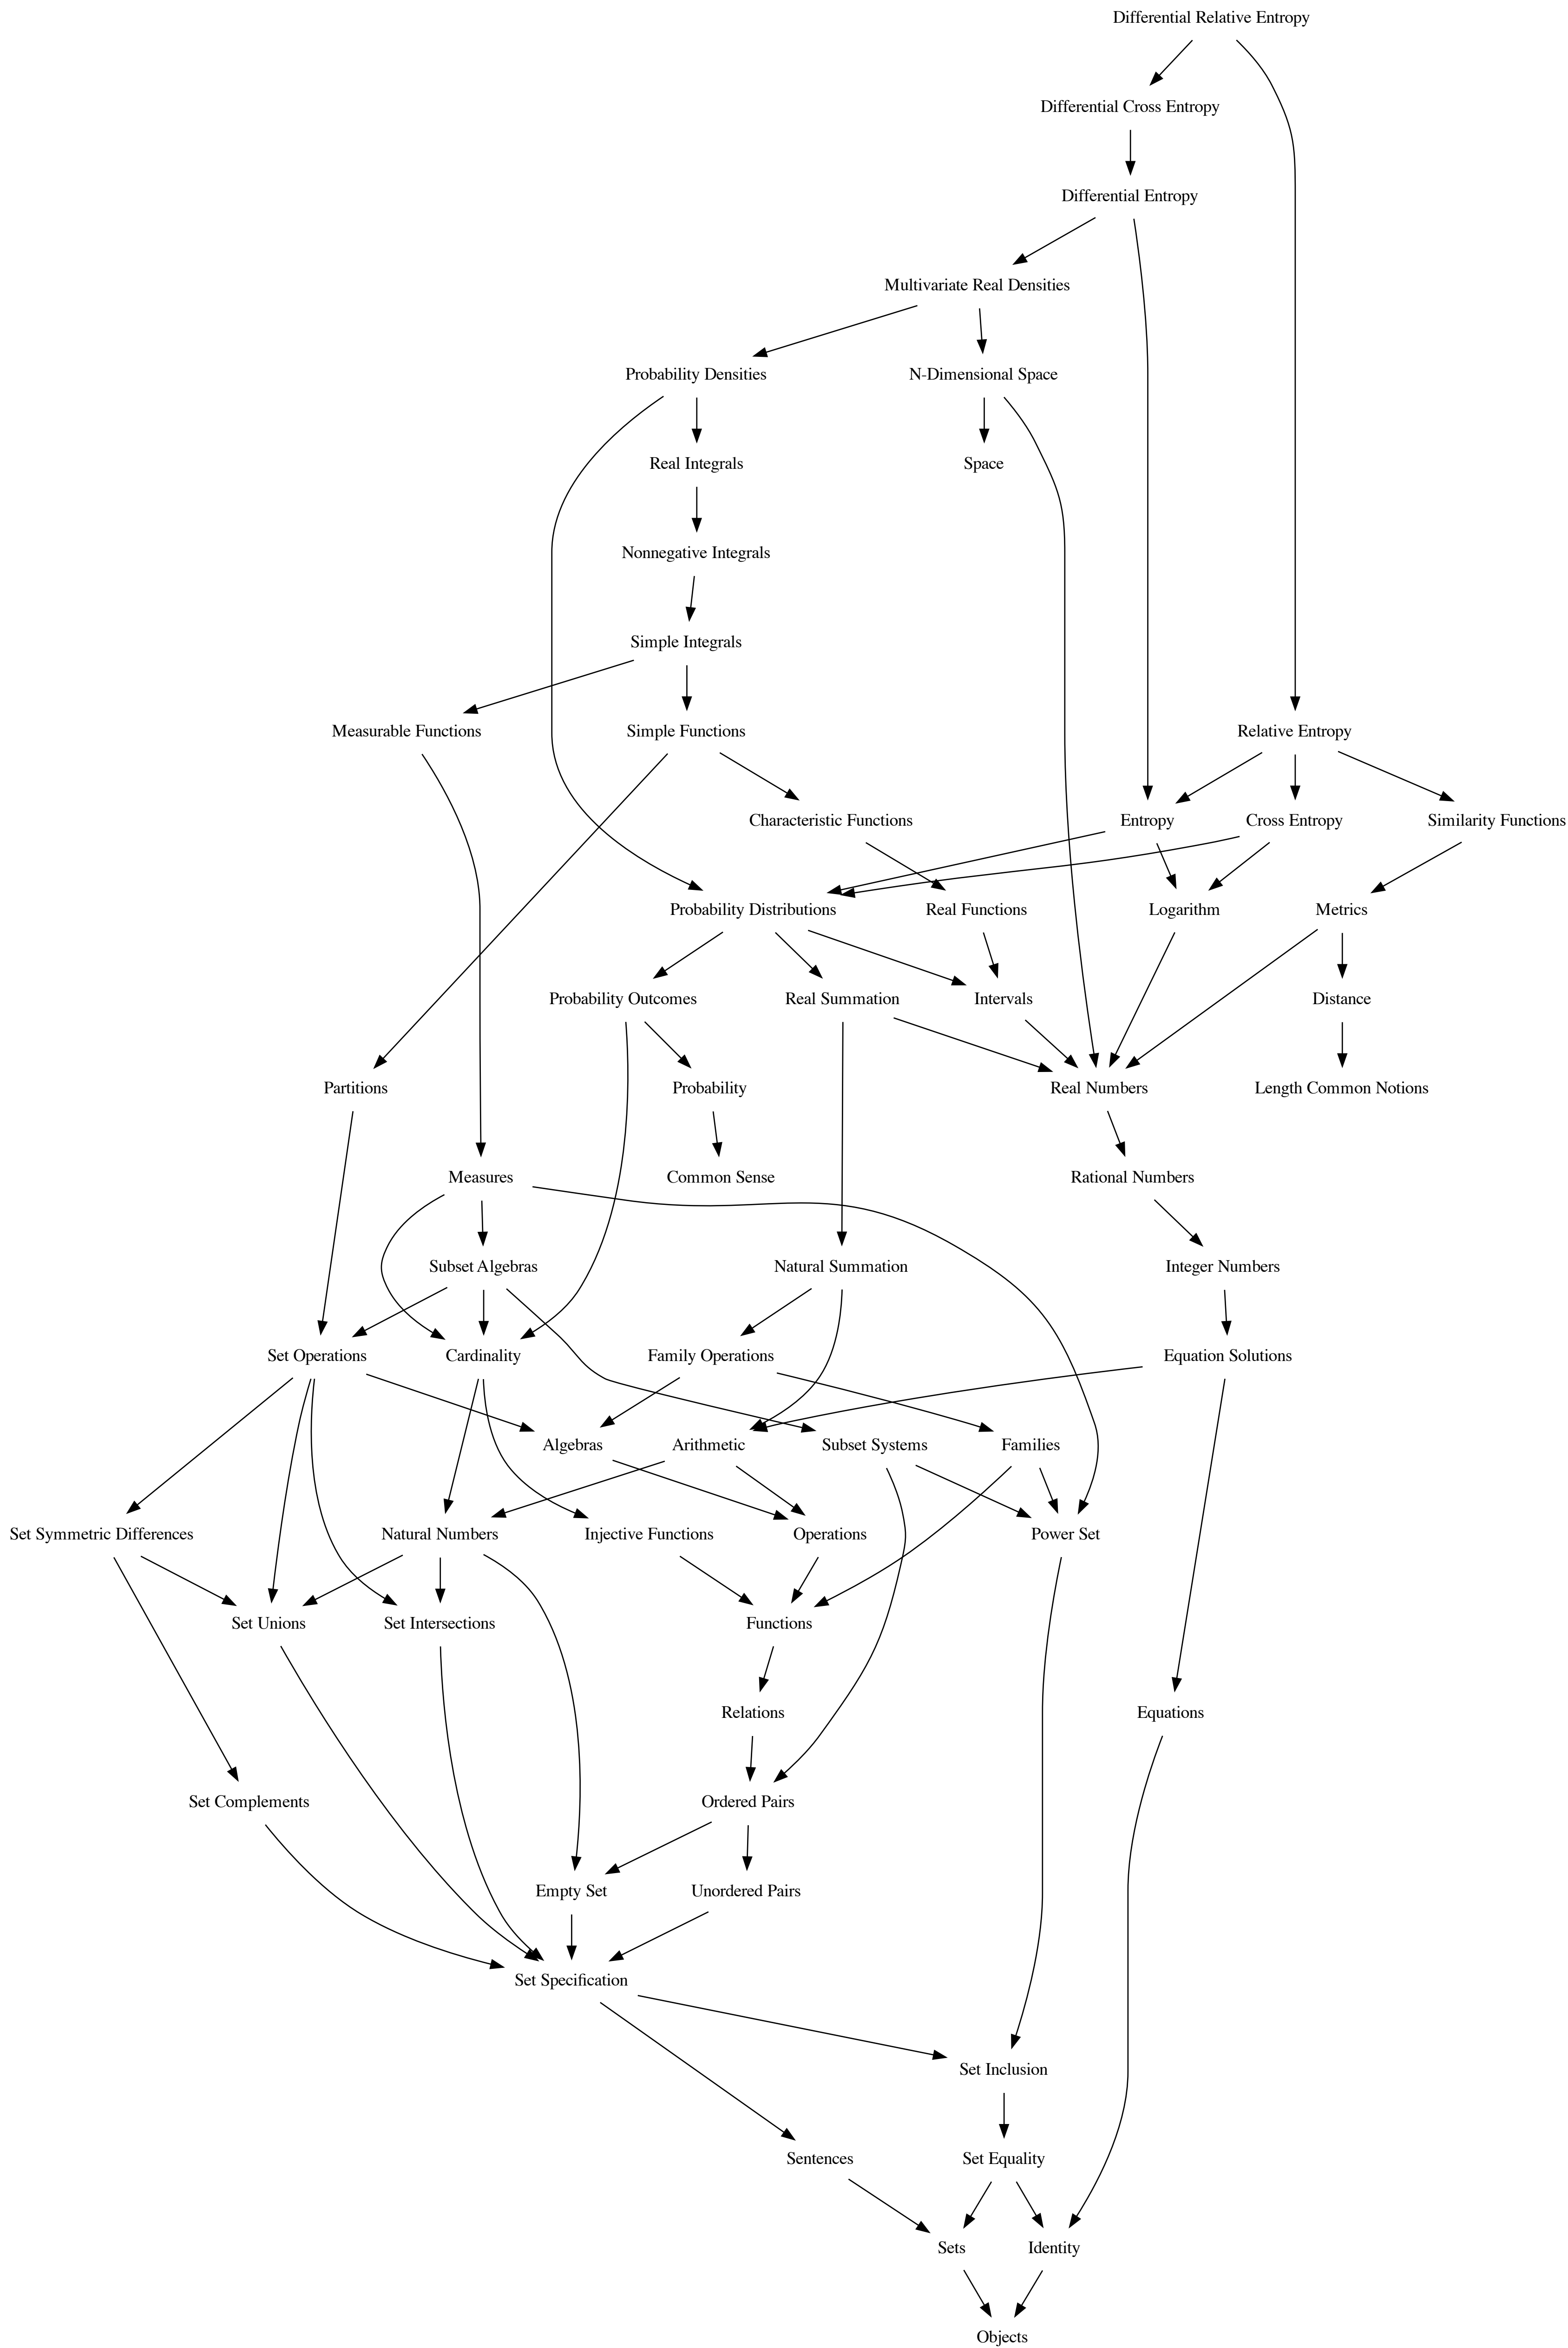 Differential Relative Entropy
Differential Cross Entropy
Differential Entropy
Multivariate Real Densities
Probability Densities
N-Dimensional Space
Real Integrals
Space
Nonnegative Integrals
Simple Integrals
Measurable Functions
Simple Functions
Relative Entropy
Characteristic Functions
Entropy
Cross Entropy
Similarity Functions
Probability Distributions
Real Functions
Logarithm
Metrics
Probability Outcomes
Real Summation
Intervals
Distance
Partitions
Probability
Real Numbers
Length Common Notions
Measures
Common Sense
Rational Numbers
Subset Algebras
Natural Summation
Integer Numbers
Set Operations
Cardinality
Family Operations
Equation Solutions
Algebras
Arithmetic
Subset Systems
Families
Set Symmetric Differences
Natural Numbers
Injective Functions
Operations
Power Set
Set Unions
Set Intersections
Functions
Relations
Equations
Set Complements
Ordered Pairs
Empty Set
Unordered Pairs
Set Specification
Set Inclusion
Sentences
Set Equality
Sets
Identity
Objects